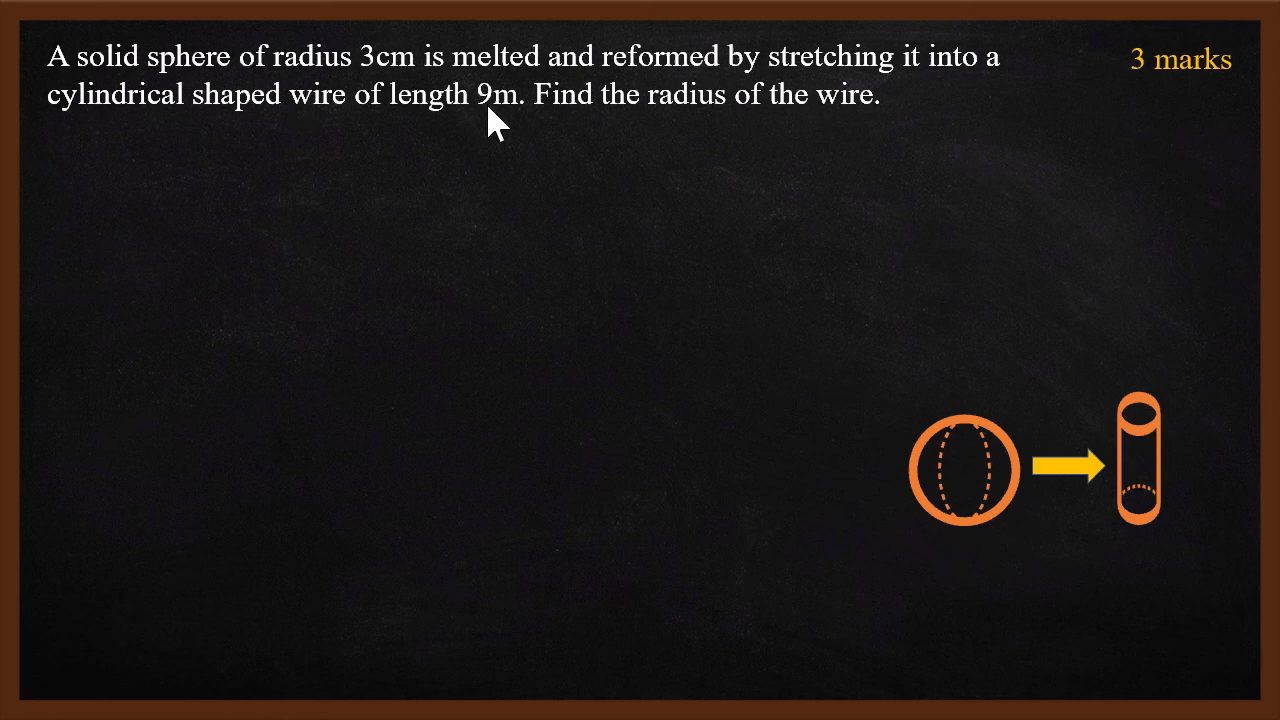 A solid sphere of radius 3cm is melted and reformed by stretching it into a
cylindrical shaped wire of length 9m. Find the radius of the wire.
3 marks